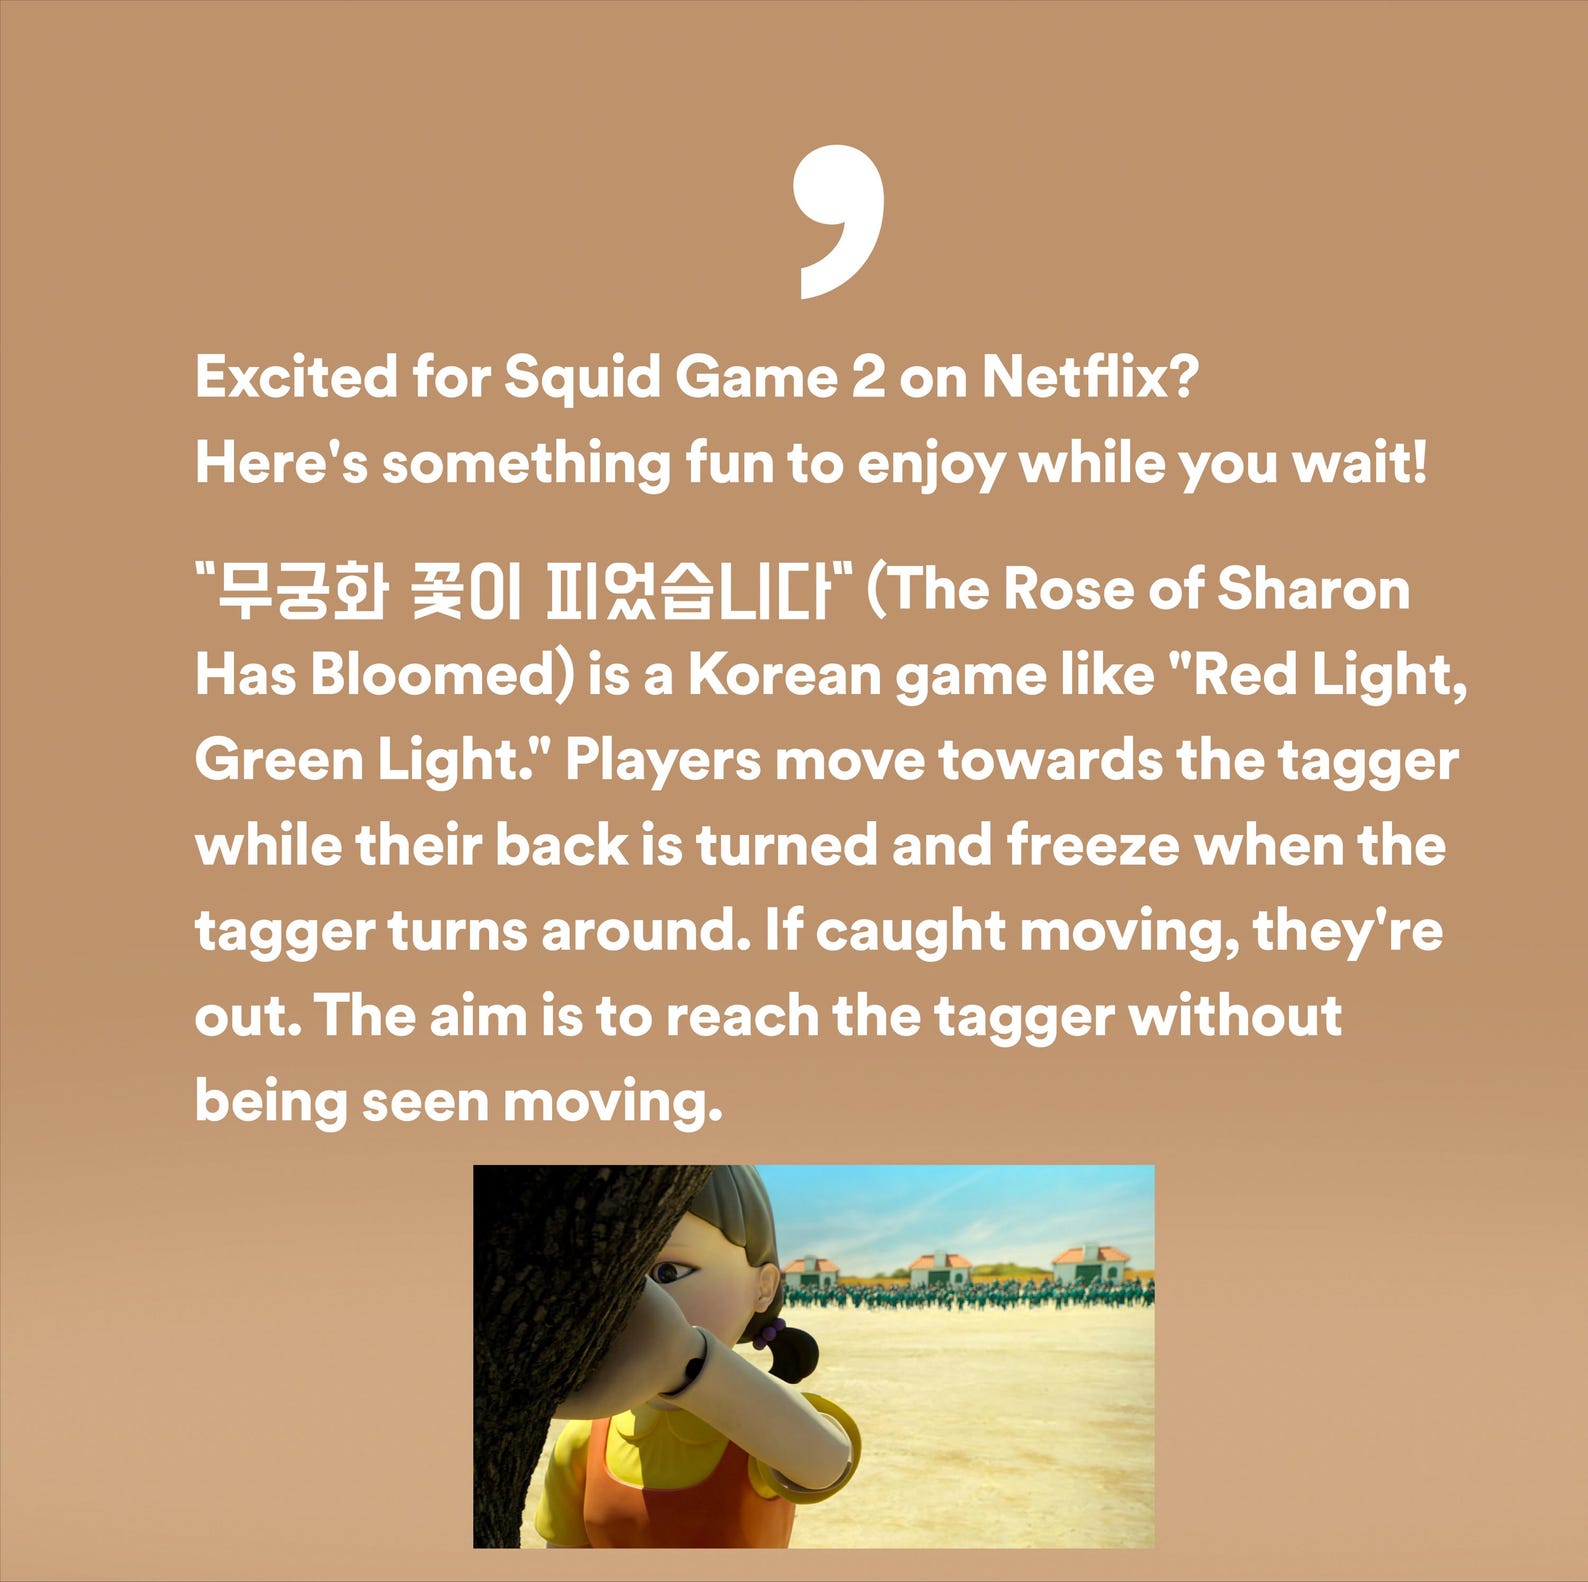 ,
Excited for Squid Game 2 on Netflix?
Here's something fun to enjoy while you wait!
"무궁화 꽃이 피었습니다" (The Rose of Sharon
Has Bloomed) is a Korean game like "Red Light,
Green Light." Players move towards the tagger
while their back is turned and freeze when the
tagger turns around. If caught moving, they're
out. The aim is to reach the tagger without
being seen moving.